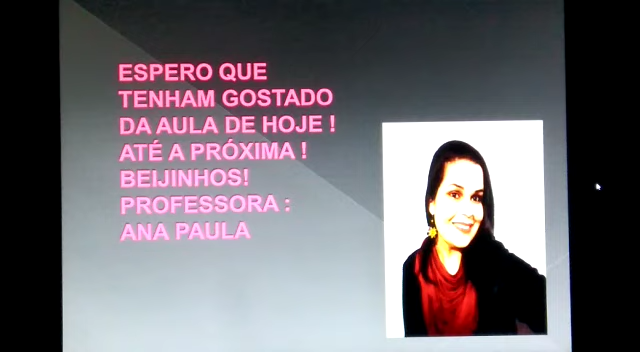 ESPERO QUE
TENHAM GOSTADO
DA AULA DE HOJE !
ATÉ A PRÓXIMA !
BEIJINHOS!
PROFESSORA :
ANA PAULA